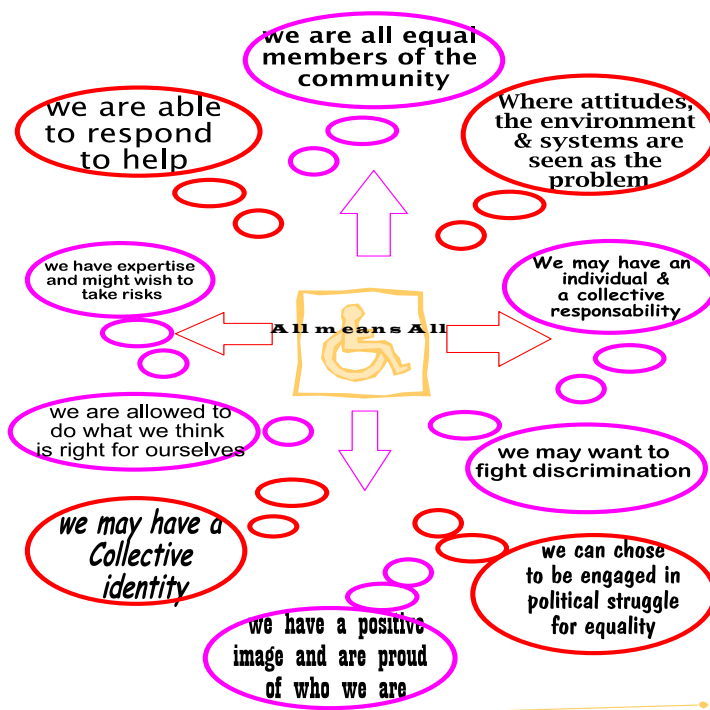 we are all equal
members of the
community
we are able
to respond
to help
Where attitudes,
the environment
& systems are
seen as the
problem
we have expertise
and might wish to
take risks
We may have an
individual &
a collective
responsability
All means All
we are allowed to
do what we think
is right for ourselves
we may want to
fight discrimination
we may have a
Collective
identity
we can chose
to be engaged in
political struggle
for equality
we have a positive
image and are proud
of who we are